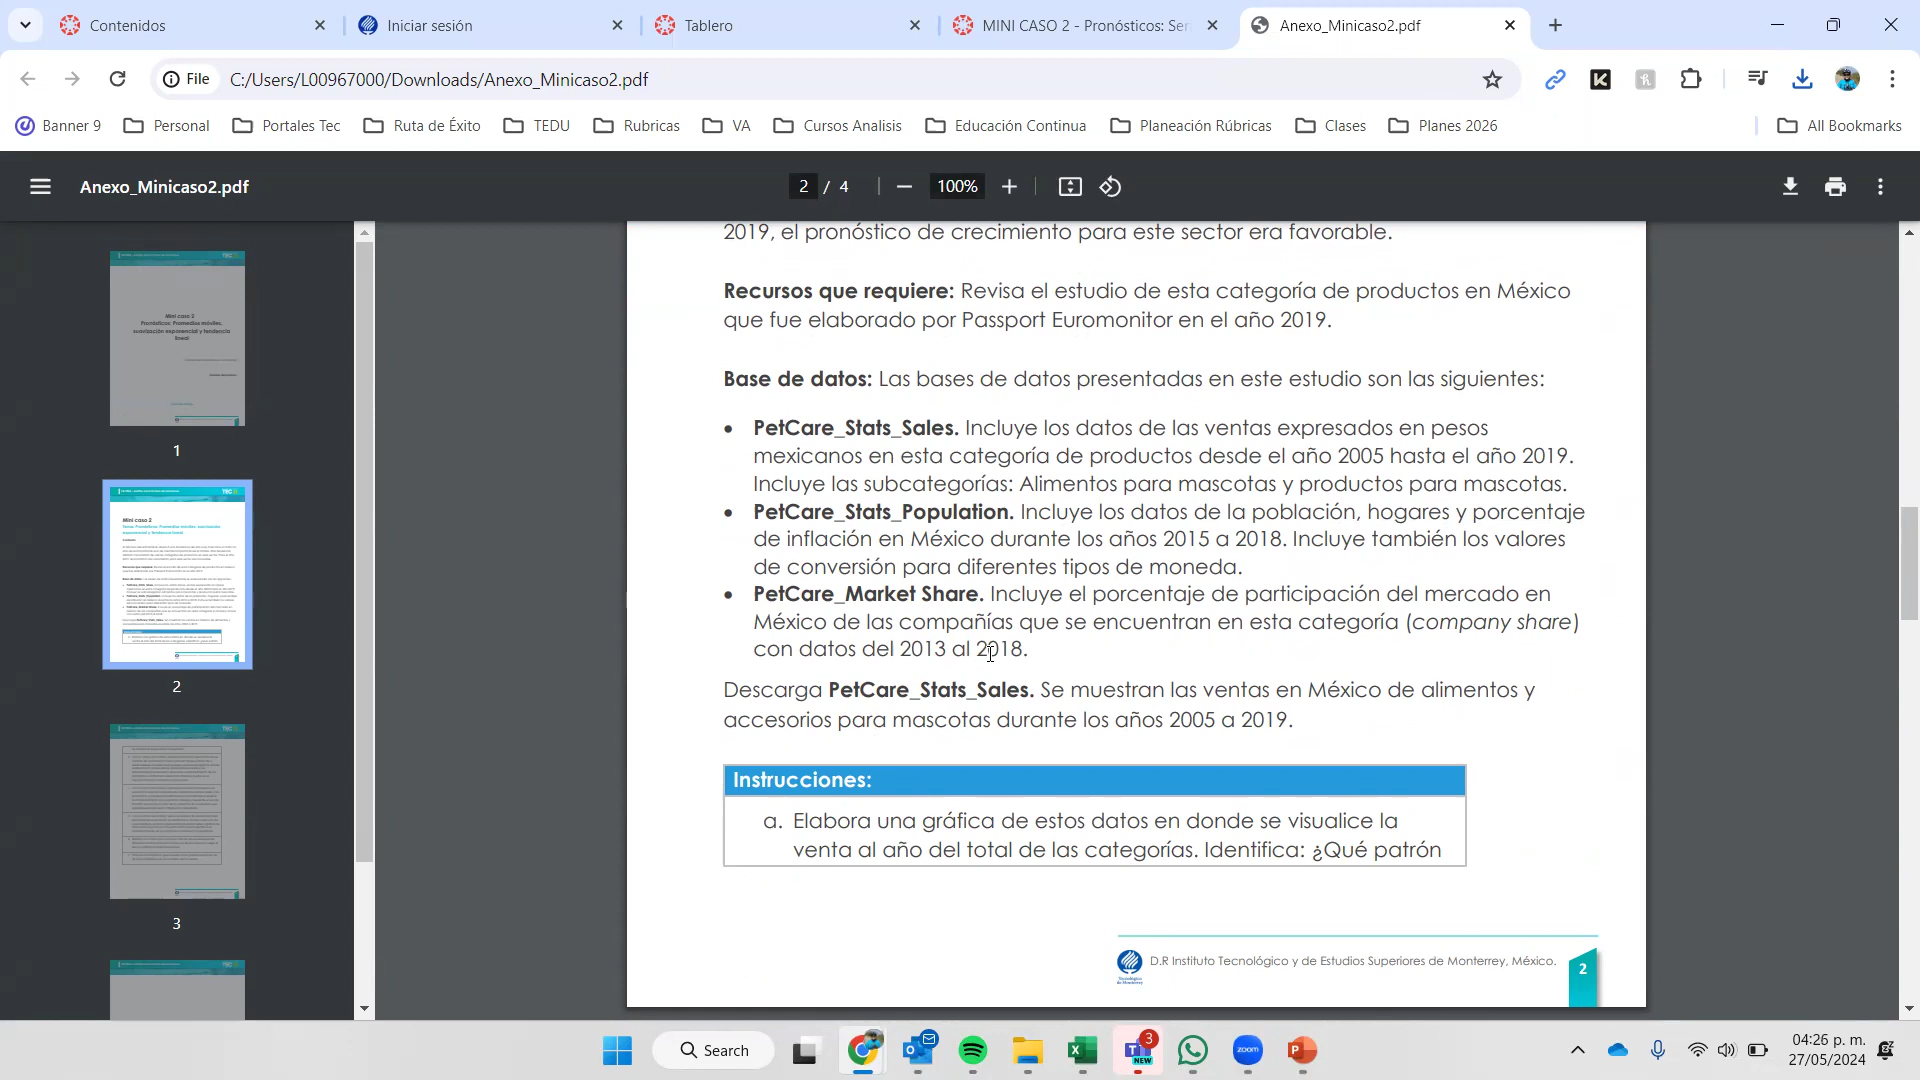 Contenidos
Iniciar sesión
Tablero
MINI CASO 2 - Pronósticos: Ser
Anexo_Minicaso2.pdf
File
C:/Users/L00967000/Downloads/Anexo_Minicaso2.pdf
Banner 9
Personal
Portales Tec
Ruta de Éxito
TEDU
Rubricas
VA
Cursos Analisis
Educación Continua
Planeación Rúbricas
Clases
Planes 2026
All Bookmarks
Anexo_Minicaso2.pdf
2 / 4
100%
1
2
3
2019, el pronóstico de crecimiento para este sector era favorable.
Recursos que requiere: Revisa el estudio de esta categoría de productos en México
que fue elaborado por Passport Euromonitor en el año 2019.
Base de datos: Las bases de datos presentadas en este estudio son las siguientes:
• PetCare_Stats_Sales. Incluye los datos de las ventas expresados en pesos
mexicanos en esta categoría de productos desde el año 2005 hasta el año 2019.
Incluye las subcategorías: Alimentos para mascotas y productos para mascotas.
• PetCare_Stats_Population. Incluye los datos de la población, hogares y porcentaje
de inflación en México durante los años 2015 a 2018. Incluye también los valores
de conversión para diferentes tipos de moneda.
• PetCare_Market Share. Incluye el porcentaje de participación del mercado en
México de las compañías que se encuentran en esta categoría (company share)
con datos del 2013 al 2018.
Descarga PetCare_Stats_Sales. Se muestran las ventas en México de alimentos y
accesorios para mascotas durante los años 2005 a 2019.
Instrucciones:
a. Elabora una gráfica de estos datos en donde se visualice la
venta al año del total de las categorías. Identifica: ¿Qué patrón
D.R Instituto Tecnológico y de Estudios Superiores de Monterrey, México.
2
Search
3
NEW
zoom
04:26 p. m.
27/05/2024